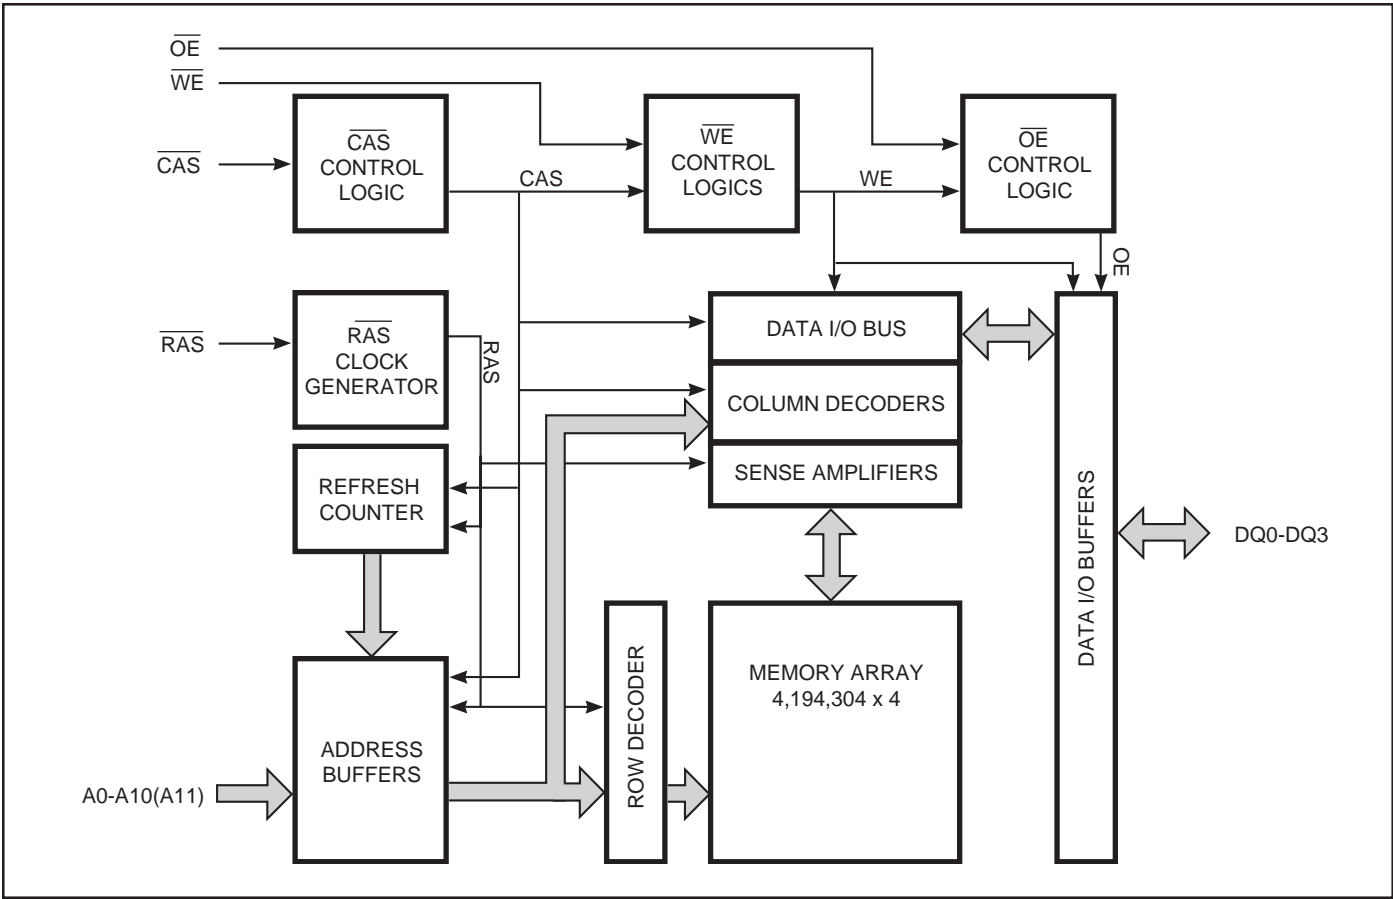 OE
WE
CAS
CAS
CONTROL
LOGIC
CAS
WE
CONTROL
LOGICS
WE
OE
CONTROL
LOGIC
OE
RAS
RAS
CLOCK
GENERATOR
RAS
DATA I/O BUS
COLUMN DECODERS
SENSE AMPLIFIERS
REFRESH
COUNTER
DATA I/O BUFFERS
DQ0-DQ3
ADDRESS
BUFFERS
A0-A10(A11)
ROW DECODER
MEMORY ARRAY
4,194,304 x 4